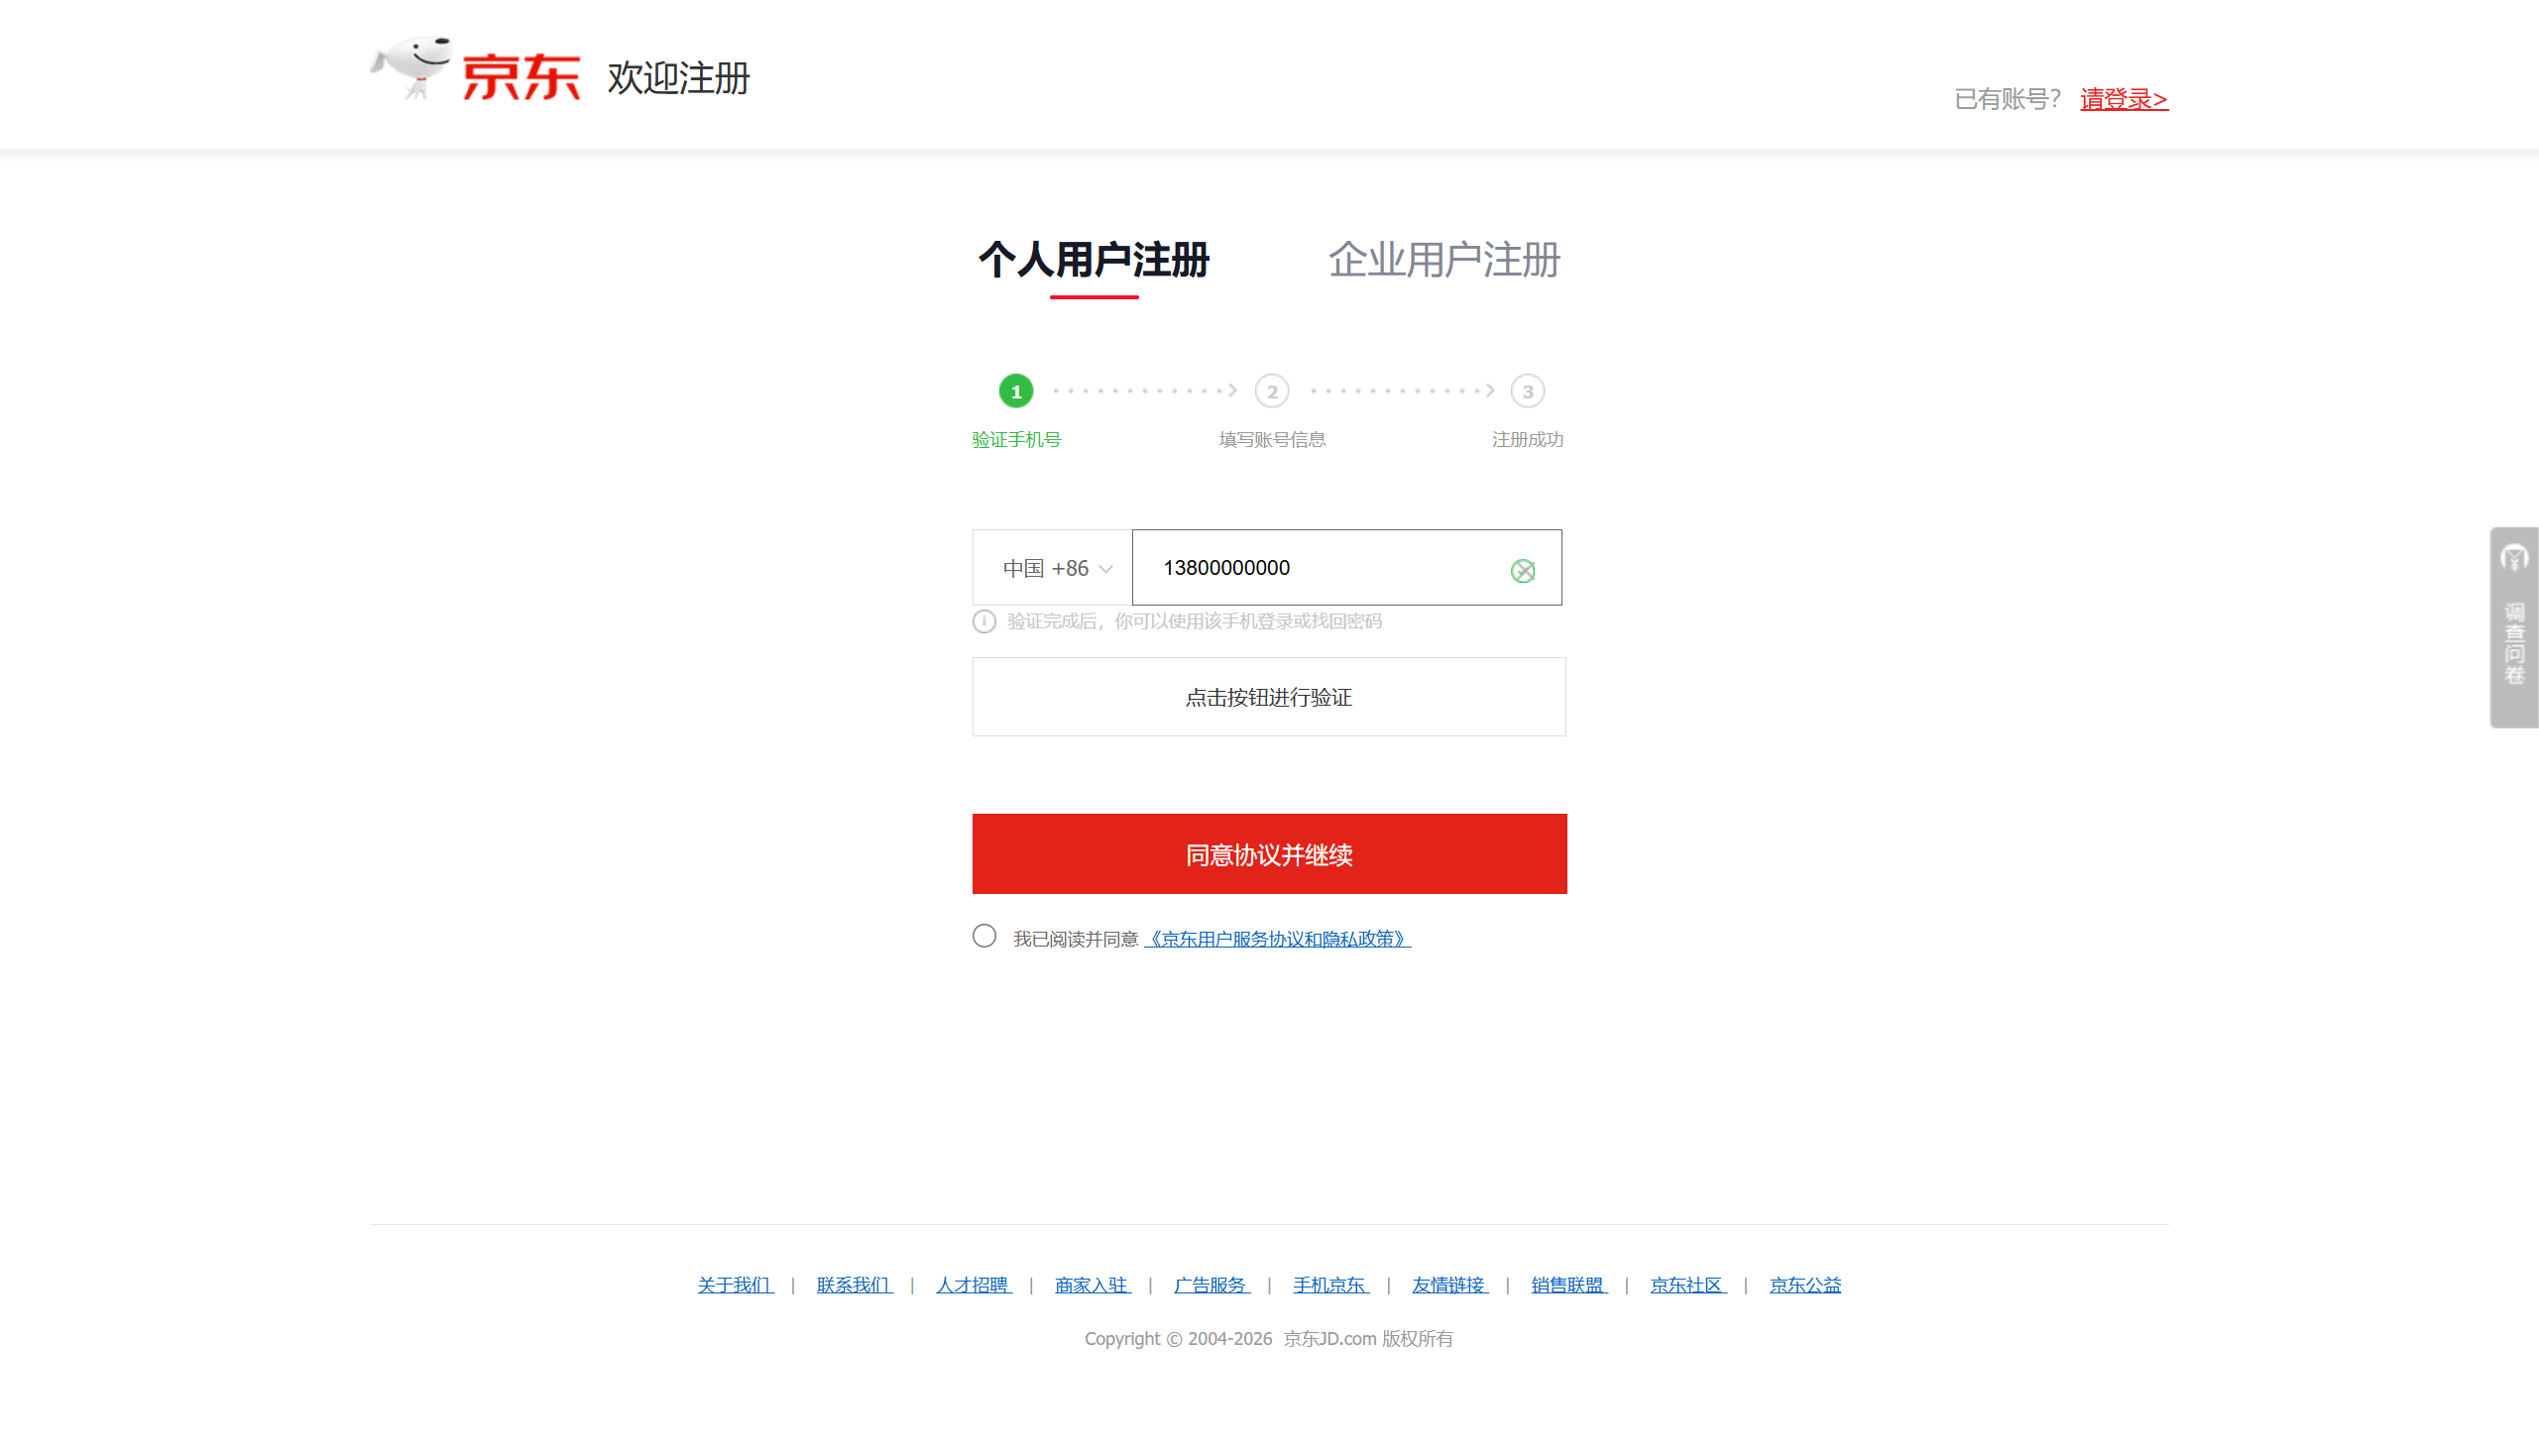 京东 欢迎注册
已有账号? 请登录>
个人用户注册 企业用户注册
1 2 3
验证手机号 填写账号信息 注册成功
中国 +86 13800000000
验证完成后，你可以使用该手机登录或找回密码
点击按钮进行验证
同意协议并继续
我已阅读并同意《京东用户服务协议和隐私政策》
调查问卷
关于我们 | 联系我们 | 人才招聘 | 商家入驻 | 广告服务 | 手机京东 | 友情链接 | 销售联盟 | 京东社区 | 京东公益
Copyright © 2004-2026 京东JD.com 版权所有